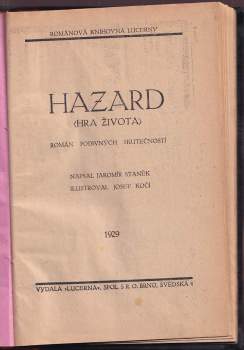 ROMÁNOVÁ KNIHOVNA LUCERNY
HAZARD
(HRA ŽIVOTA)
ROMÁN PODIVNÝCH SKUTEČNOSTÍ
NAPSAL JAROMÍR STANĚK
ILUSTROVAL JOSEF KOČÍ
1929
VYDALA »LUCERNA«, SPOL. S R. O. BRNO, ŠVÉDSKÁ 9